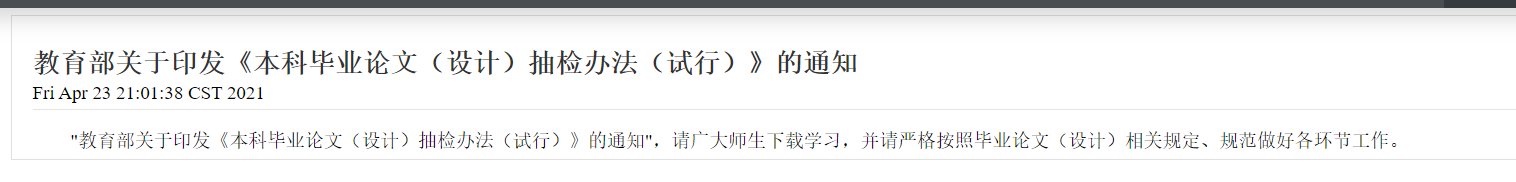 教育部关于印发《本科毕业论文（设计）抽检办法（试行）》的通知
Fri Apr 23 21:01:38 CST 2021
"教育部关于印发《本科毕业论文（设计）抽检办法（试行）》的通知"，请广大师生下载学习，并请严格按照毕业论文（设计）相关规定、规范做好各环节工作。